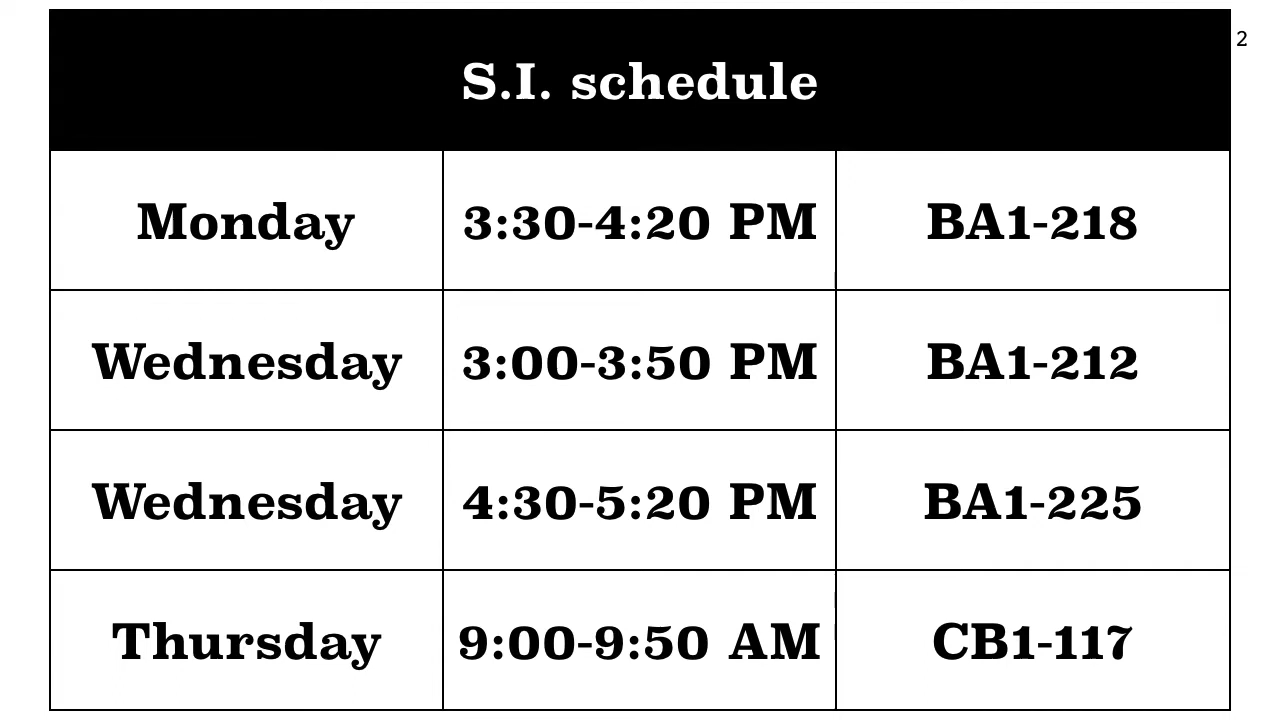 2
S.I. schedule
Monday 3:30-4:20 PM BA1-218
Wednesday 3:00-3:50 PM BA1-212
Wednesday 4:30-5:20 PM BA1-225
Thursday 9:00-9:50 AM CB1-117